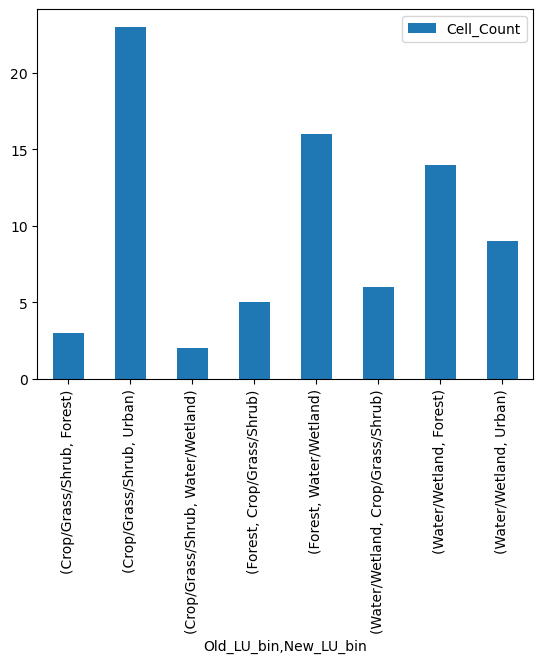 Cell_Count
20
15
10
5
0
(Crop/Grass/Shrub, Forest)
(Crop/Grass/Shrub, Urban)
(Crop/Grass/Shrub, Water/Wetland)
(Forest, Crop/Grass/Shrub)
(Forest, Water/Wetland)
(Water/Wetland, Crop/Grass/Shrub)
(Water/Wetland, Forest)
(Water/Wetland, Urban)
Old_LU_bin,New_LU_bin